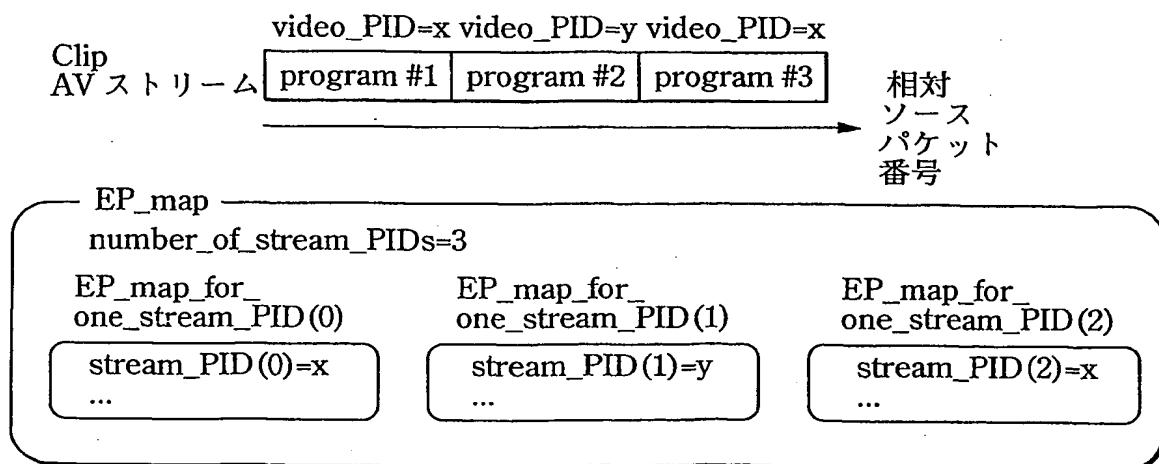 video_PID=x video_PID=y video_PID=x
Clip
AVストリーム
program #1 program #2 program #3
相対
ソース
パケット
番号
EP_map
number_of_stream_PIDs=3
EP_map_for_
one_stream_PID(0)
EP_map_for_
one_stream_PID(1)
EP_map_for_
one_stream_PID(2)
stream_PID(0)=x
...
stream_PID(1)=y
...
stream_PID(2)=x
...